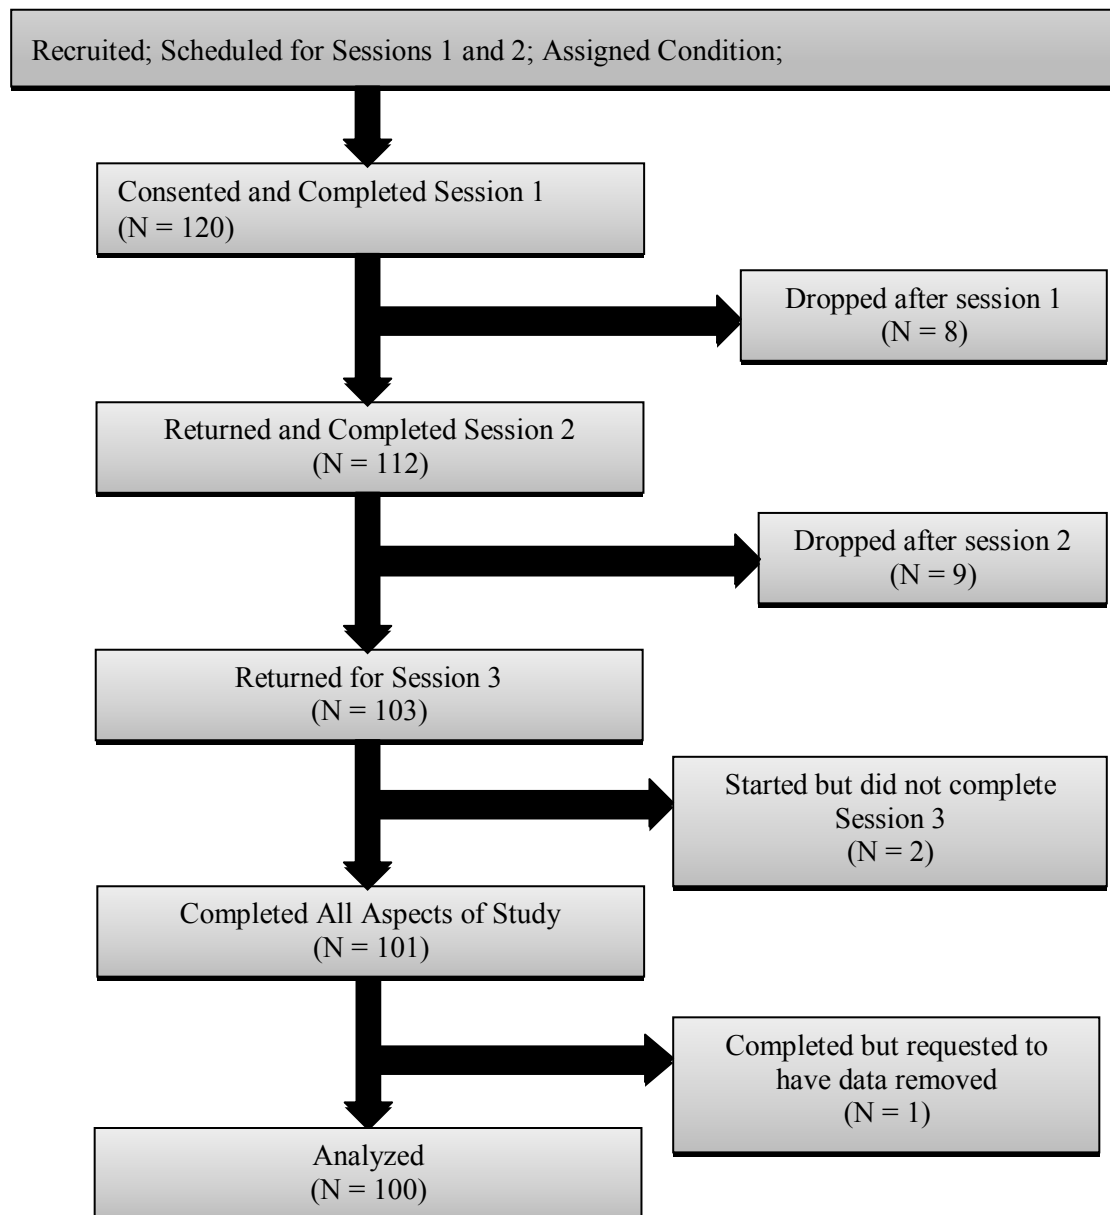 Recruited; Scheduled for Sessions 1 and 2; Assigned Condition;
Consented and Completed Session 1
(N = 120)
Dropped after session 1
(N = 8)
Returned and Completed Session 2
(N = 112)
Dropped after session 2
(N = 9)
Returned for Session 3
(N = 103)
Started but did not complete
Session 3
(N = 2)
Completed All Aspects of Study
(N = 101)
Completed but requested to
have data removed
(N = 1)
Analyzed
(N = 100)